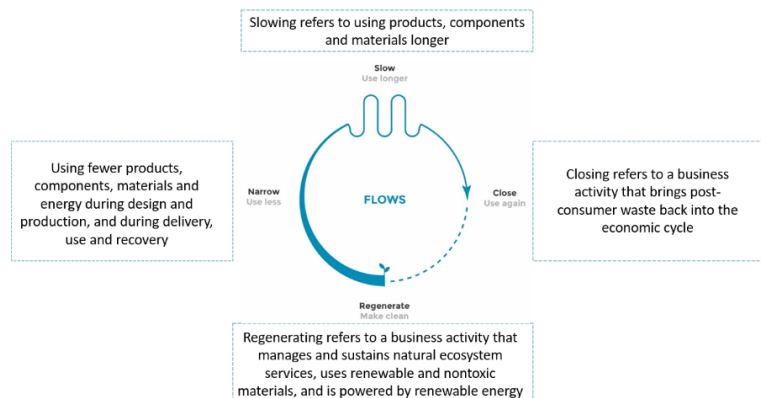 Slowing refers to using products, components
and materials longer
Slow
Use longer
Using fewer products,
components, materials and
energy during design and
production, and during delivery,
use and recovery
Narrow
Use less
FLOWS
Close
Use again
Closing refers to a business
activity that brings post-
consumer waste back into the
economic cycle
Regenerate
Make clean
Regenerating refers to a business activity that
manages and sustains natural ecosystem
services, uses renewable and nontoxic
materials, and is powered by renewable energy